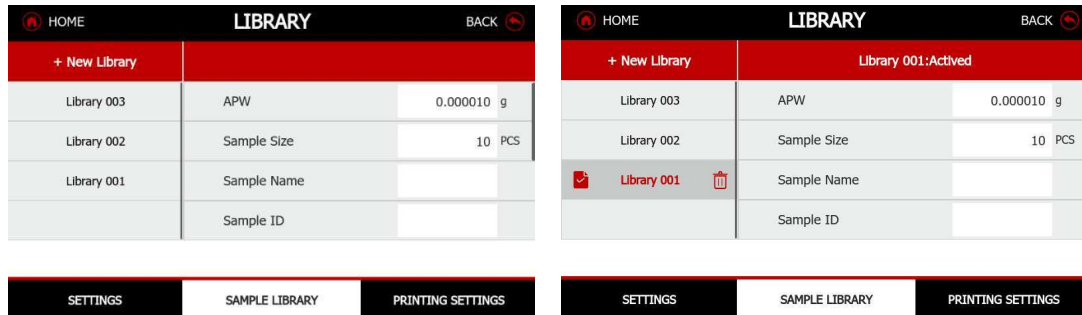 HOME LIBRARY BACK
+ New Library
Library 003 APW 0.000010 g
Library 002 Sample Size 10 PCS
Library 001 Sample Name
Sample ID
SETTINGS SAMPLE LIBRARY PRINTING SETTINGS
HOME LIBRARY BACK
+ New Library Library 001:Actived
Library 003 APW 0.000010 g
Library 002 Sample Size 10 PCS
Library 001 Sample Name
Sample ID
SETTINGS SAMPLE LIBRARY PRINTING SETTINGS